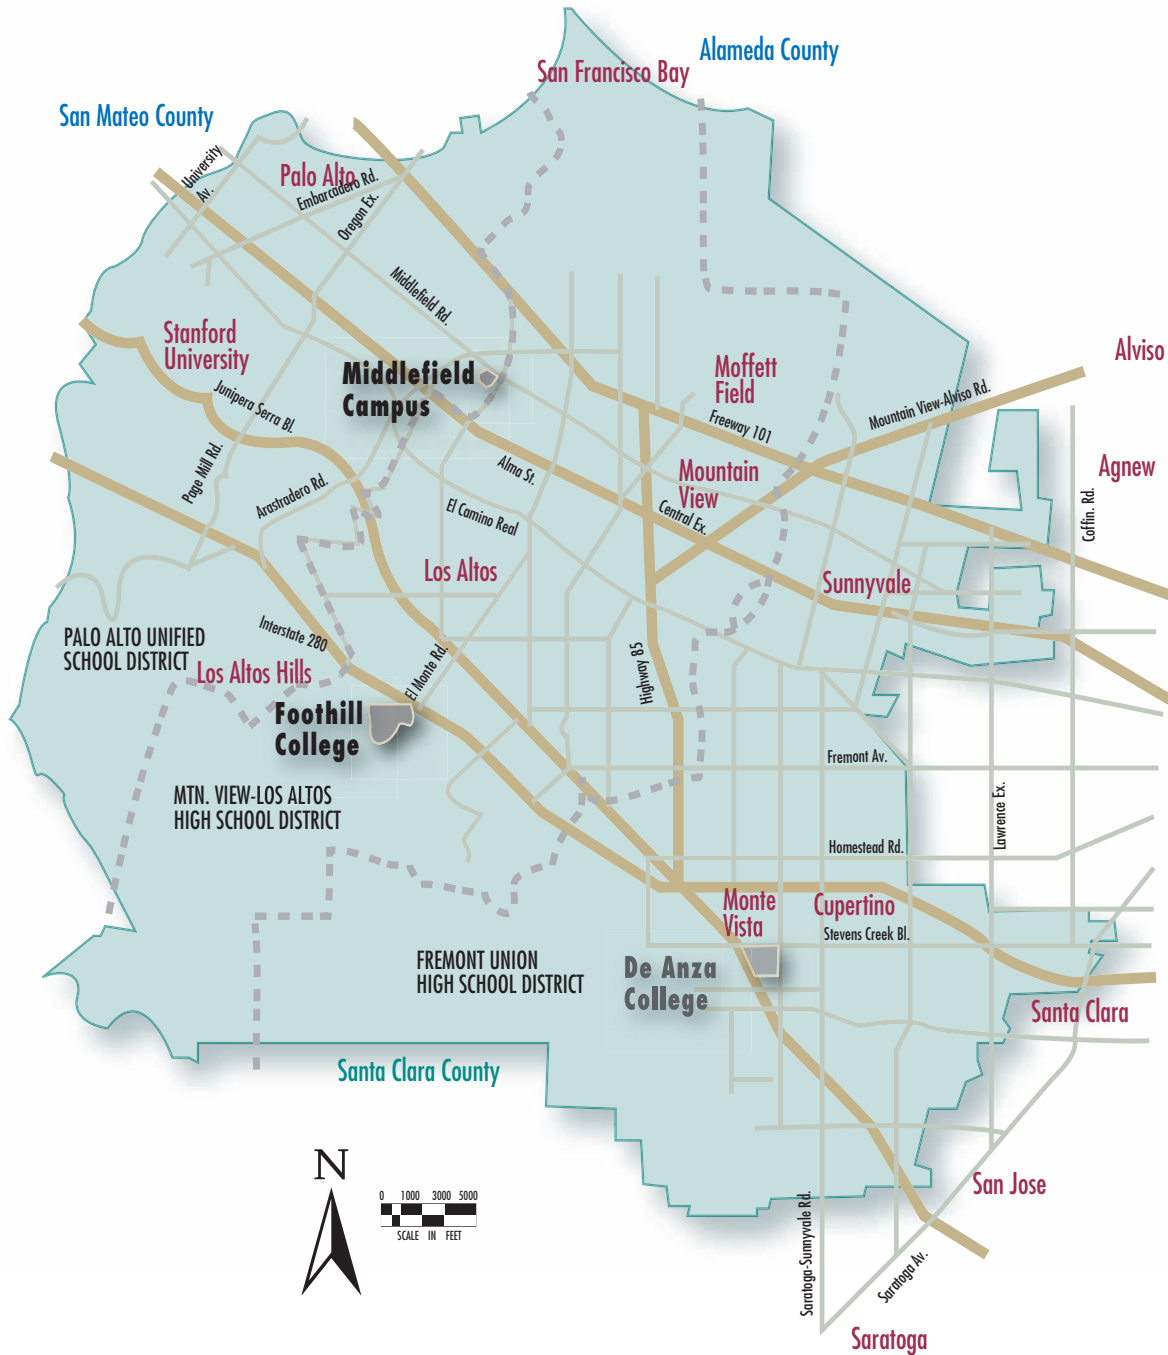 Alameda County
San Francisco Bay
San Mateo County
University
Av.
Palo Alto
Embarcadero Rd.
Oregon Ex.
Middlefield Rd.
Stanford
University
Junipera Serra Bl.
Middlefield
Campus
Moffett
Field
Alviso
Mountain View-Alviso Rd.
Freeway 101
Page Mill Rd.
Arastradero Rd.
Alma St.
Mountain
View
Agnew
Coffin. Rd.
El Camino Real
Central Ex.
Los Altos
Sunnyvale
PALO ALTO UNIFIED
SCHOOL DISTRICT
Interstate 280
Los Altos Hills
El Monte Rd.
Highway 85
Foothill
College
Fremont Av.
MTN. VIEW-LOS ALTOS
HIGH SCHOOL DISTRICT
Lawrence Ex.
Homestead Rd.
Monte
Vista
Cupertino
Stevens Creek Bl.
FREMONT UNION
HIGH SCHOOL DISTRICT
De Anza
College
Santa Clara
Santa Clara County
N
0 1000 3000 5000
SCALE IN FEET
San Jose
Saratoga-Sunnyvale Rd.
Saratoga Av.
Saratoga